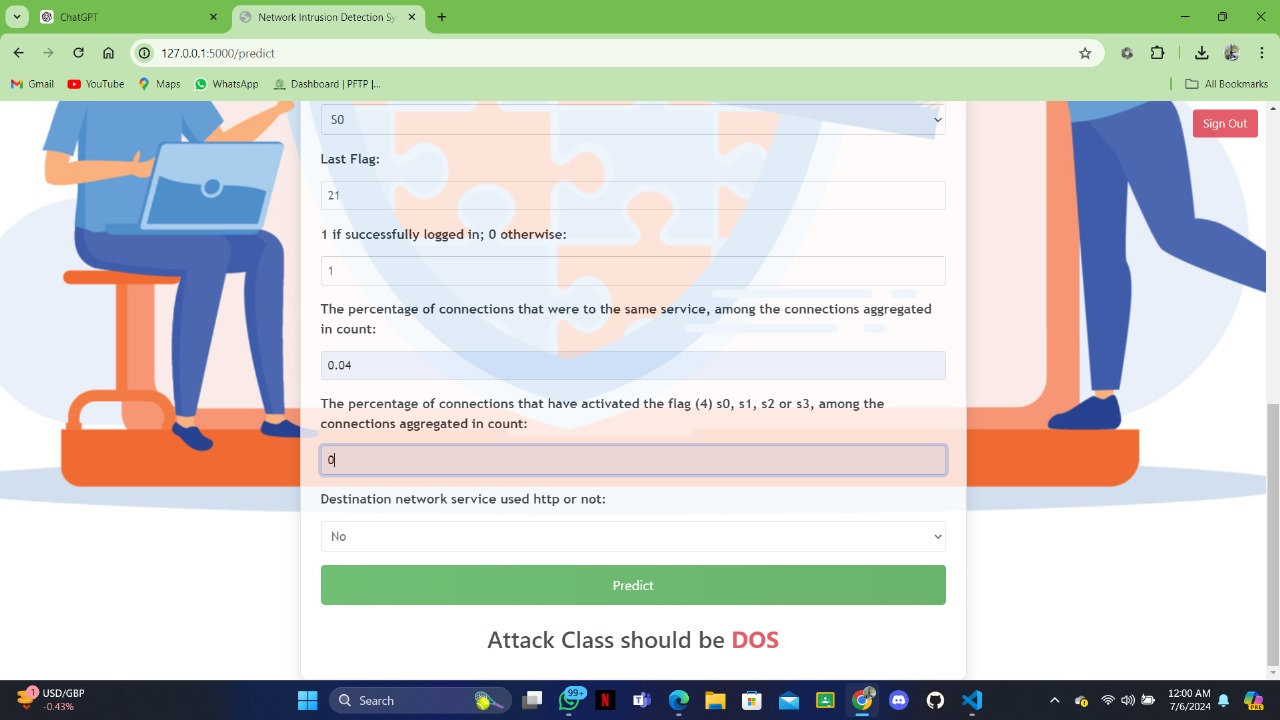 ChatGPT
Network Intrusion Detection Sy
127.0.0.1:5000/predict
Gmail
YouTube
Maps
WhatsApp
Dashboard | PFTP |...
All Bookmarks
Sign Out
S0
Last Flag:
21
1 if successfully logged in; 0 otherwise:
1
The percentage of connections that were to the same service, among the connections aggregated
in count:
0.04
The percentage of connections that have activated the flag (4) s0, s1, s2 or s3, among the
connections aggregated in count:
0
Destination network service used http or not:
No
Predict
Attack Class should be DOS
1
USD/GBP
-0.43%
Search
99+
12:00 AM
7/6/2024
PRE